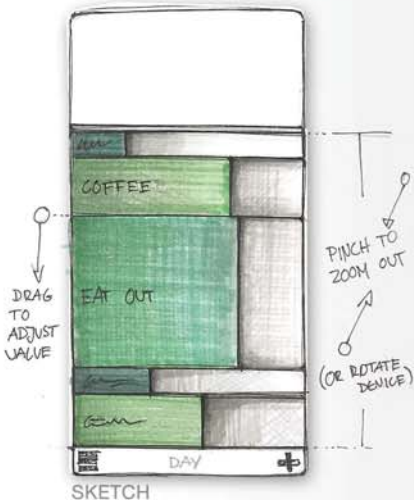 COFFEE
EAT OUT
DRAG
TO
ADJUST
VALUE
PINCH TO
ZOOM OUT
(OR ROTATE
DEVICE)
DAY
SKETCH